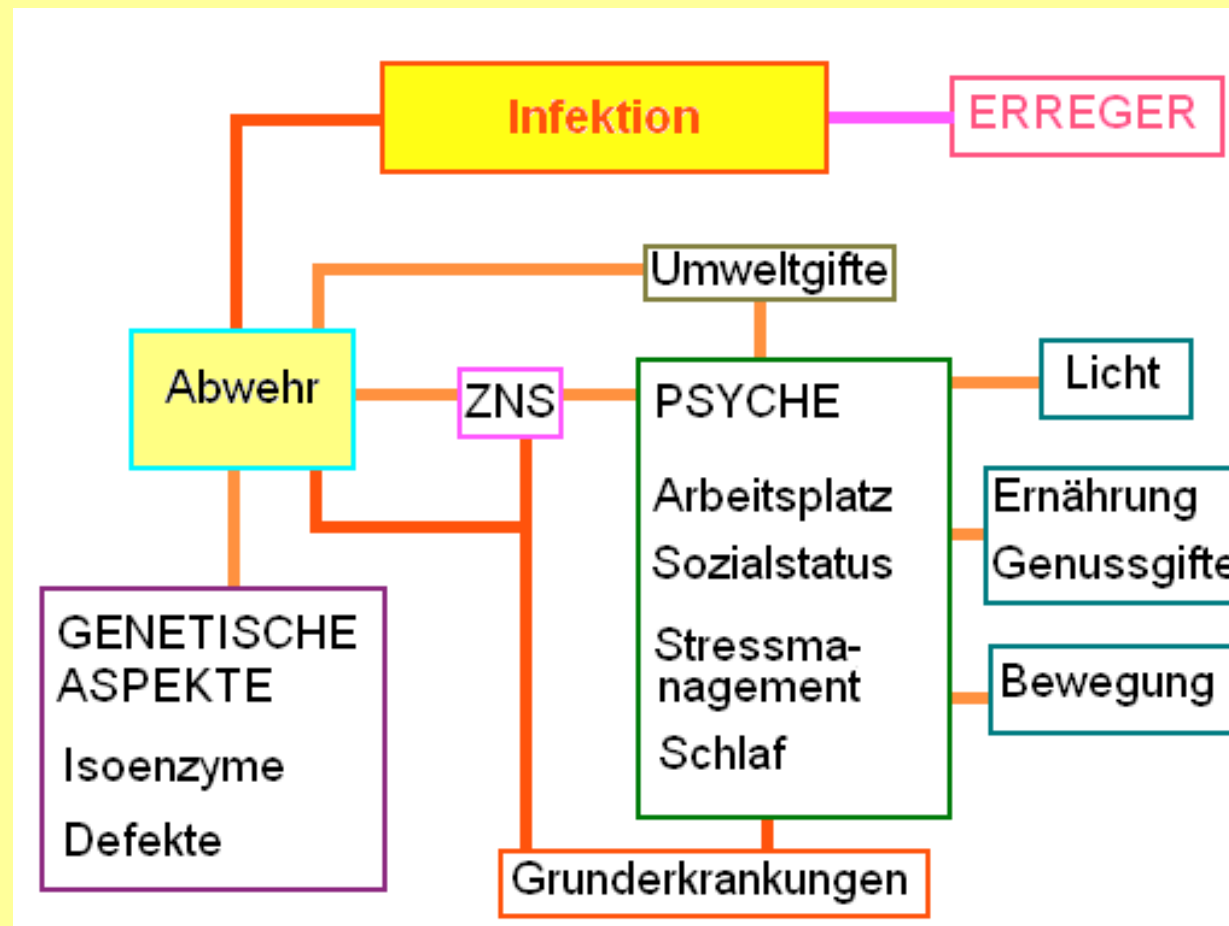 Infektion
ERREGER
Umweltgifte
Abwehr
ZNS
PSYCHE
Arbeitsplatz
Sozialstatus
Stressma-
nagement
Schlaf
Licht
Ernährung
Genussgifte
Bewegung
GENETISCHE
ASPEKTE
Isoenzyme
Defekte
Grunderkrankungen